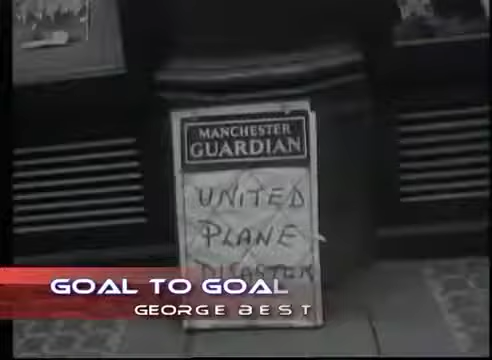 MANCHESTER
GUARDIAN
UNITED
PLANE
DISASTER
GOAL TO GOAL
GEORGE BEST